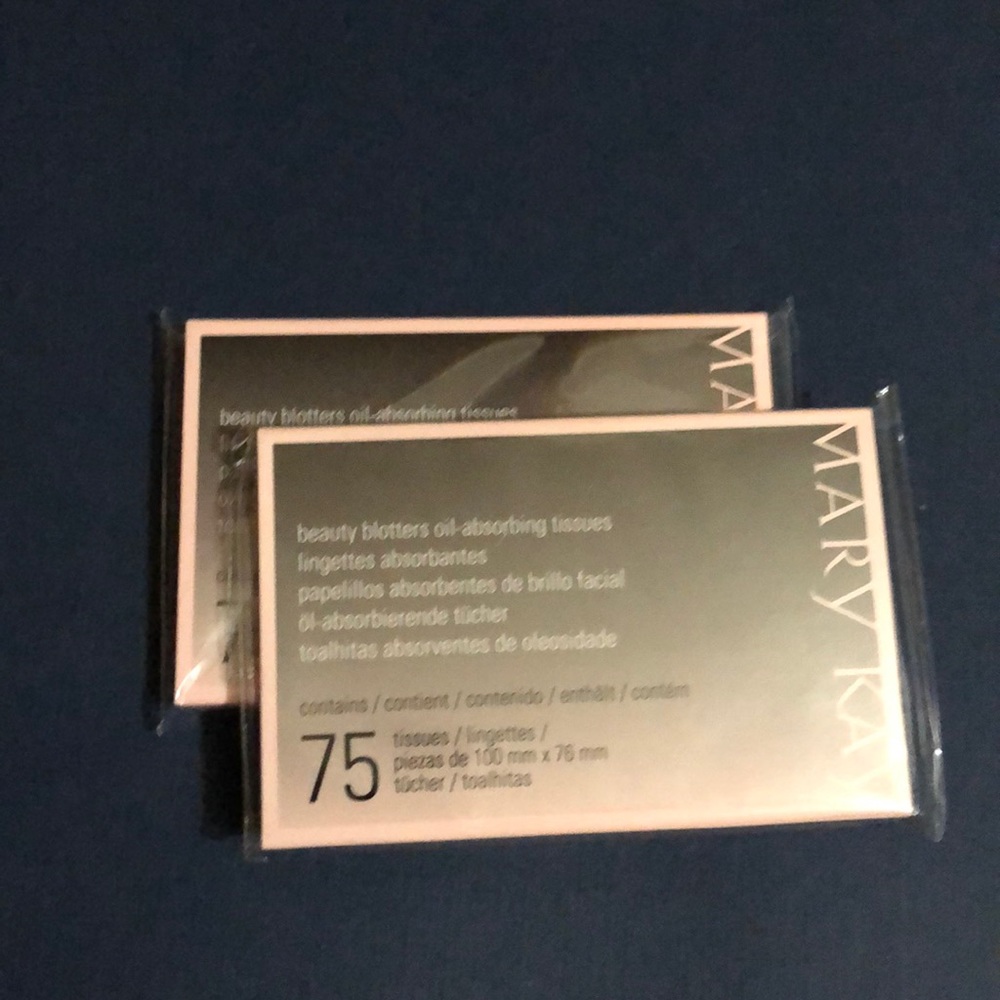 beauty blotters oil-absorbing tissues
MA
beauty blotters oil-absorbing tissues
lingettes absorbantes
papelillos absorbentes de brillo facial
öl-absorbierende tücher
toalhitas absorventes de oleosidade
contains / contient / contenido / enthält / contém
75
tissues / lingettes /
piezas de 100 mm x 76 mm
tücher / toalhitas
MARY KAY